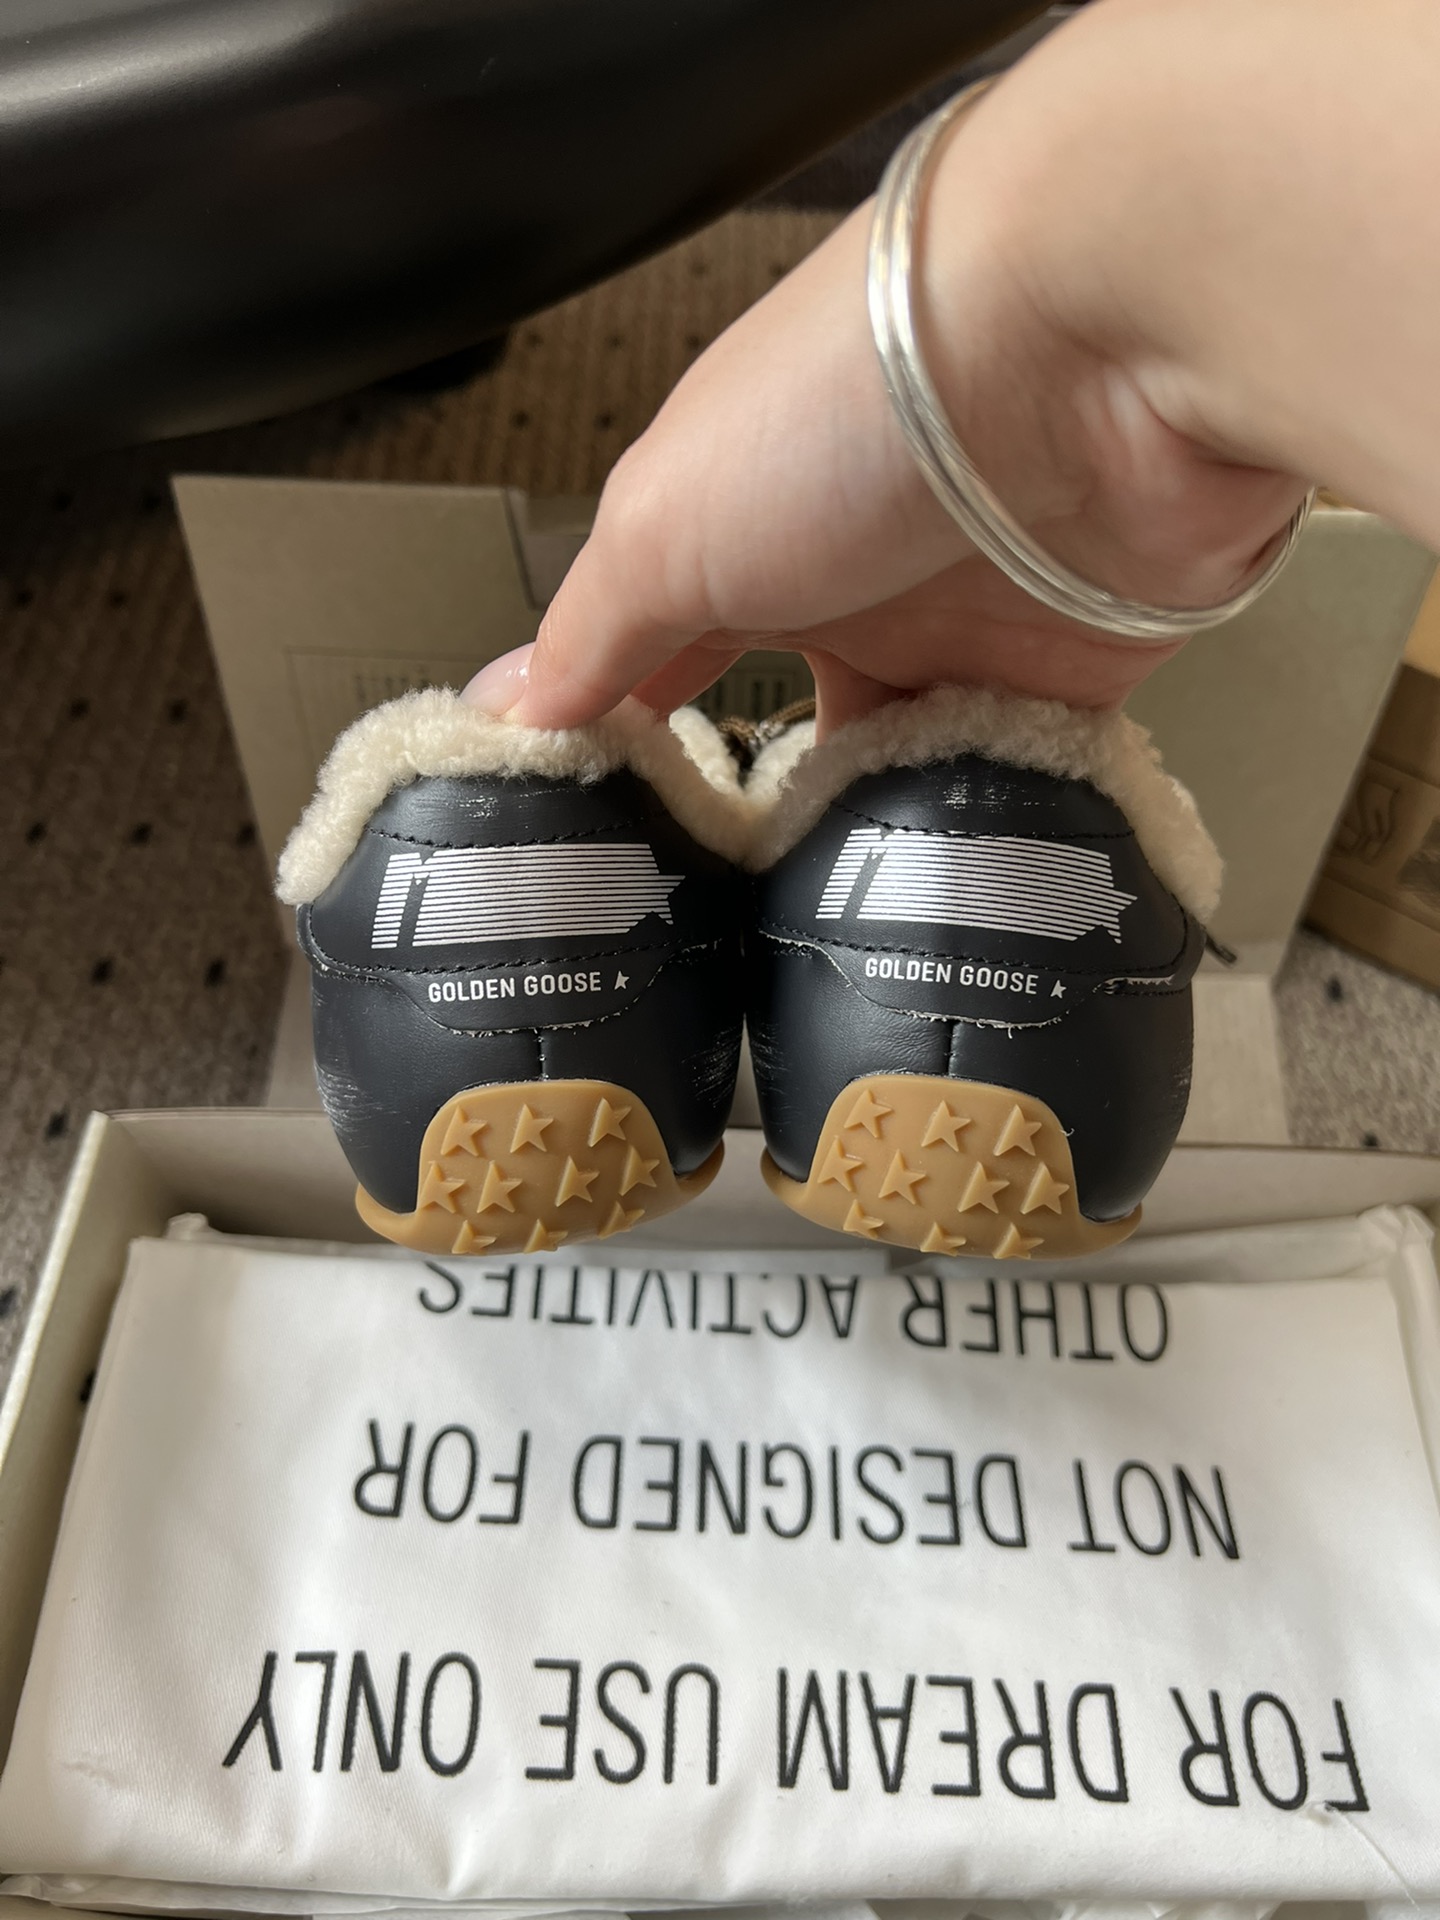 GOLDEN GOOSE
GOLDEN GOOSE
FOR DREAM USE ONLY
NOT DESIGNED FOR
OTHER ACTIVITIES